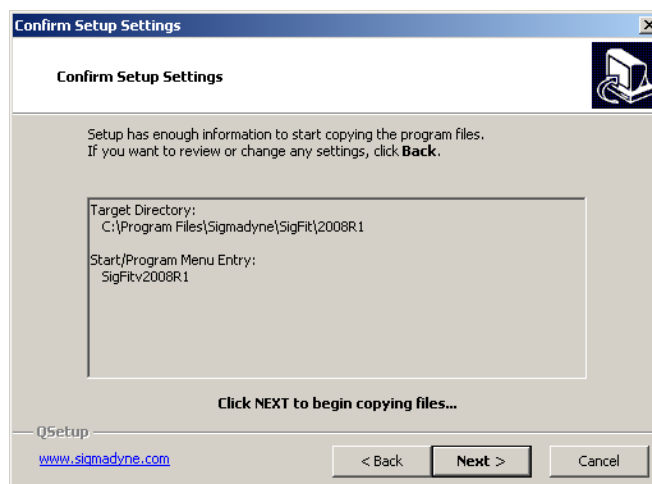 Confirm Setup Settings
Confirm Setup Settings
Setup has enough information to start copying the program files.
If you want to review or change any settings, click Back.
Target Directory:
C:\Program Files\Sigmadyne\SigFit\2008R1
Start/Program Menu Entry:
SigFitv2008R1
Click NEXT to begin copying files...
QSetup
www.sigmadyne.com
< Back
Next >
Cancel